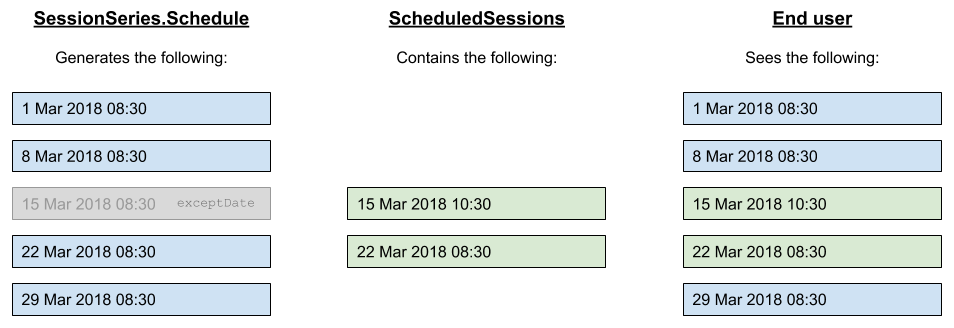 SessionSeries.Schedule
Generates the following:
1 Mar 2018 08:30
8 Mar 2018 08:30
15 Mar 2018 08:30 exceptDate
22 Mar 2018 08:30
29 Mar 2018 08:30
ScheduledSessions
Contains the following:
15 Mar 2018 10:30
22 Mar 2018 08:30
End user
Sees the following:
1 Mar 2018 08:30
8 Mar 2018 08:30
15 Mar 2018 10:30
22 Mar 2018 08:30
29 Mar 2018 08:30